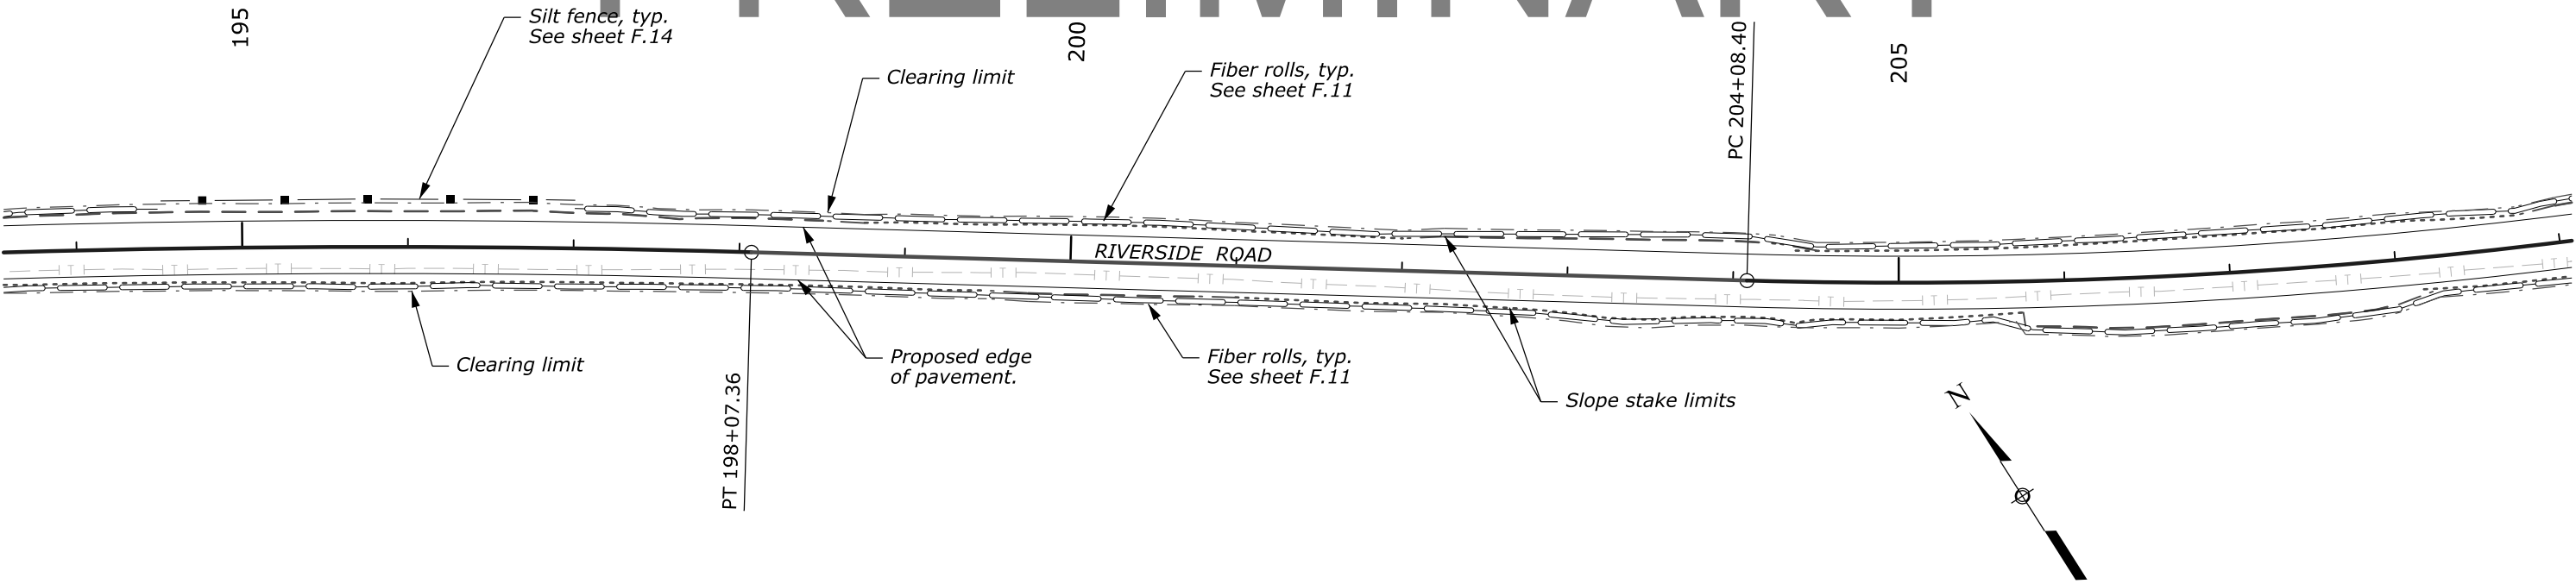 PRELIMINARY
195
Silt fence, typ.
See sheet F.14
Clearing limit
200
Fiber rolls, typ.
See sheet F.11
PC 204+08.40
205
RIVERSIDE ROAD
Clearing limit
PT 198+07.36
Proposed edge
of pavement.
Fiber rolls, typ.
See sheet F.11
Slope stake limits
N